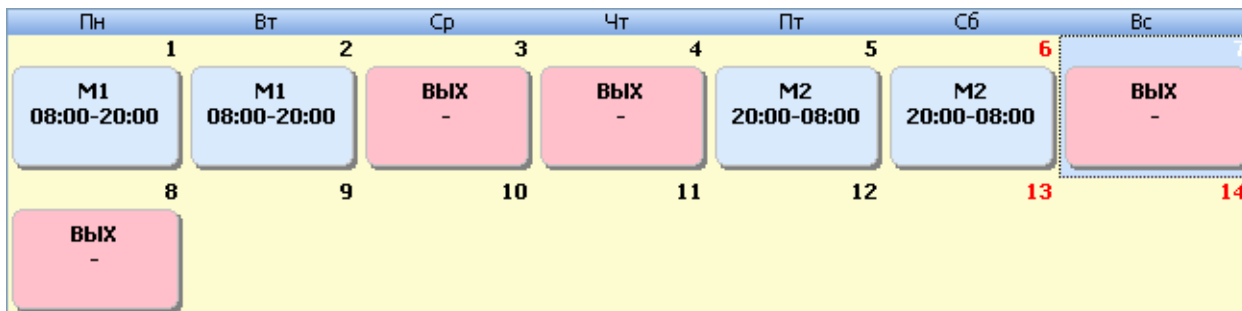 Пн Вт Ср Чт Пт Сб Вс
1 2 3 4 5 6 7
М1 М1 ВЫХ ВЫХ М2 М2 ВЫХ
08:00-20:00 08:00-20:00 - - 20:00-08:00 20:00-08:00 -
8 9 10 11 12 13 14
ВЫХ
-